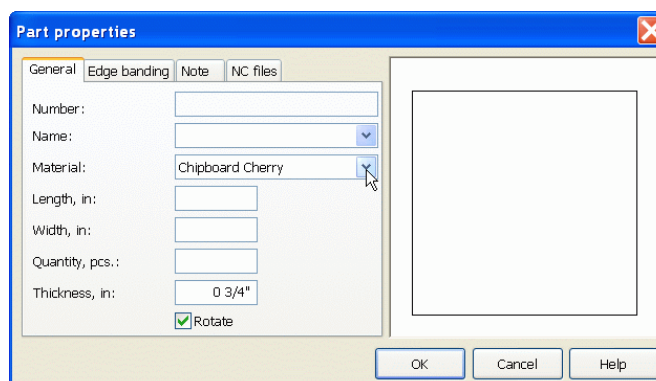 Part properties
General Edge banding Note NC files
Number:
Name:
Material: Chipboard Cherry
Length, in:
Width, in:
Quantity, pcs.:
Thickness, in: 0 3/4"
Rotate
OK Cancel Help